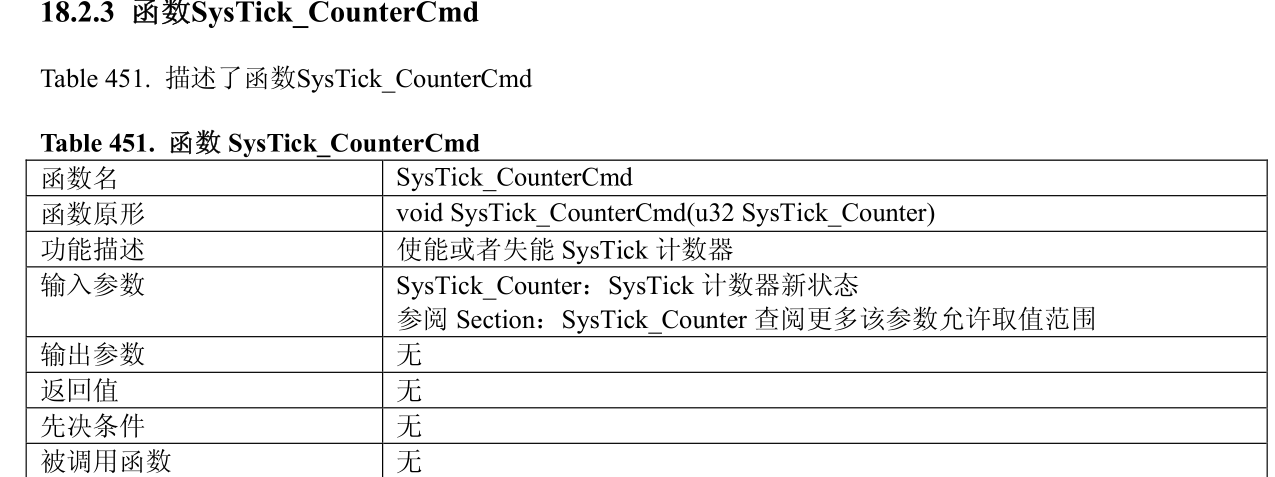 18.2.3 函数SysTick_CounterCmd
Table 451. 描述了函数SysTick_CounterCmd
Table 451. 函数 SysTick_CounterCmd
函数名 SysTick_CounterCmd
函数原形 void SysTick_CounterCmd(u32 SysTick_Counter)
功能描述 使能或者失能 SysTick 计数器
输入参数 SysTick_Counter：SysTick 计数器新状态
参阅 Section：SysTick_Counter 查阅更多该参数允许取值范围
输出参数 无
返回值 无
先决条件 无
被调用函数 无